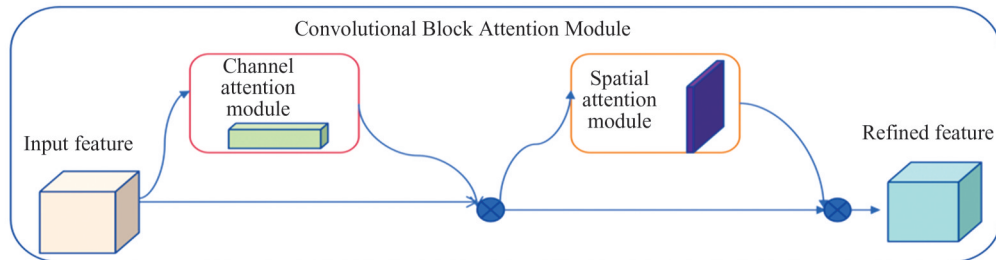 Convolutional Block Attention Module
Channel
attention
module
Spatial
attention
module
Input feature
Refined feature